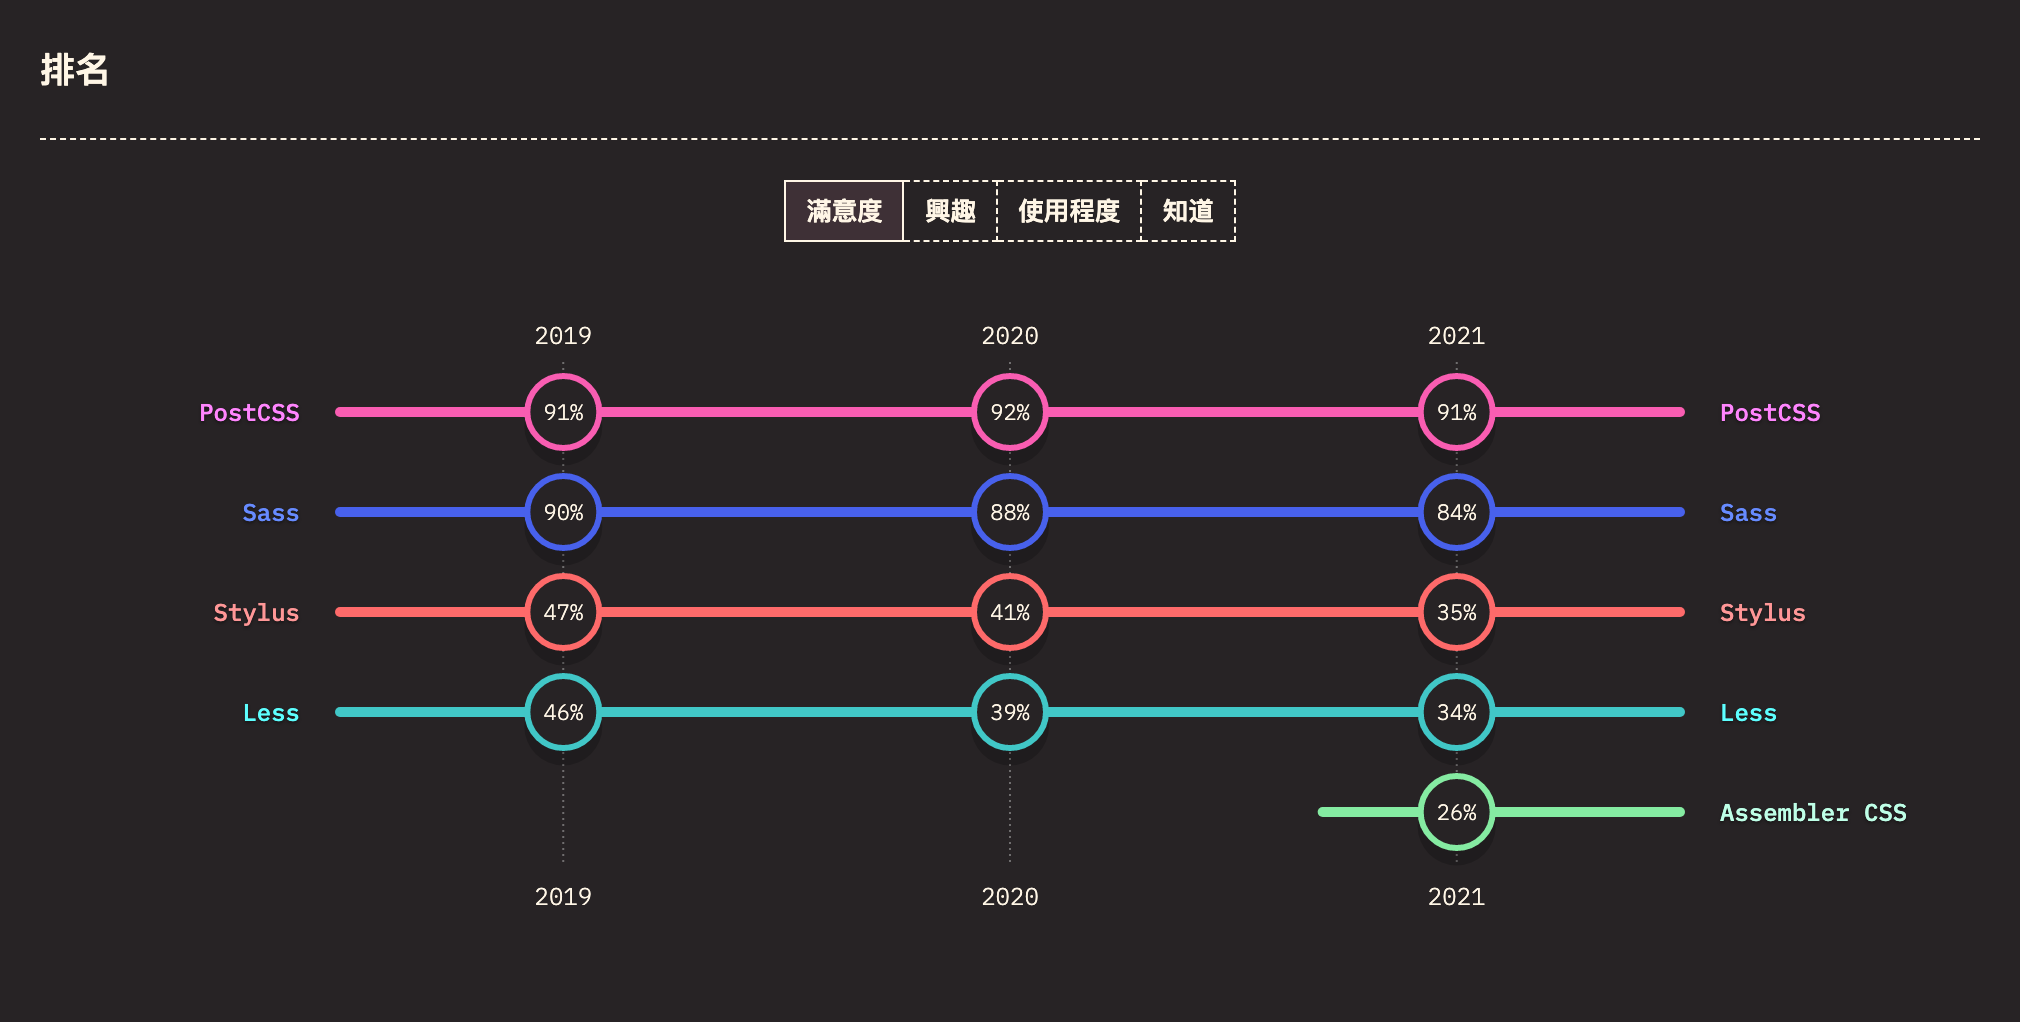 排名
滿意度 興趣 使用程度 知道
2019 2020 2021
PostCSS 91% 92% 91% PostCSS
Sass 90% 88% 84% Sass
Stylus 47% 41% 35% Stylus
Less 46% 39% 34% Less
26% Assembler CSS
2019 2020 2021